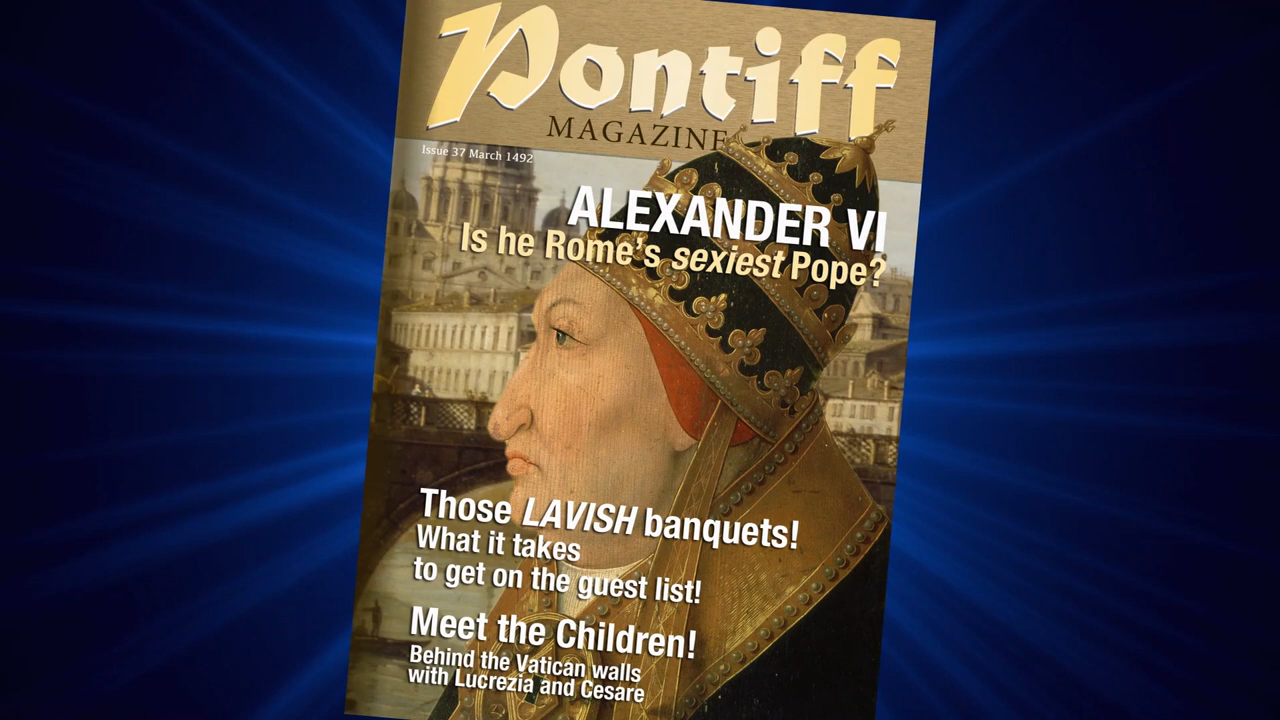 Pontiff
MAGAZINE
Issue 37 March 1492
ALEXANDER VI
Is he Rome's sexiest Pope?
Those LAVISH banquets!
What it takes
to get on the guest list!
Meet the Children!
Behind the Vatican walls
with Lucrezia and Cesare